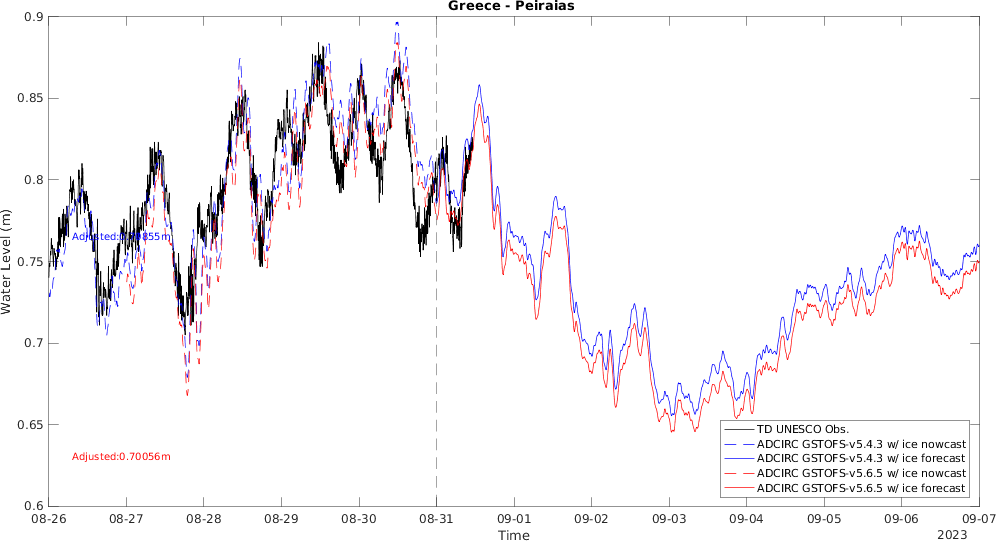 Greece - Peiraias
Water Level (m)
0.9
0.85
0.8
0.75
0.7
0.65
0.6
Adjusted:
Adjusted:0.70056m
TD UNESCO Obs.
ADCIRC GSTOFS-v5.4.3 w/ ice nowcast
ADCIRC GSTOFS-v5.4.3 w/ ice forecast
ADCIRC GSTOFS-v5.6.5 w/ ice nowcast
ADCIRC GSTOFS-v5.6.5 w/ ice forecast
08-26 08-27 08-28 08-29 08-30 08-31 09-01 09-02 09-03 09-04 09-05 09-06 09-07
Time
2023